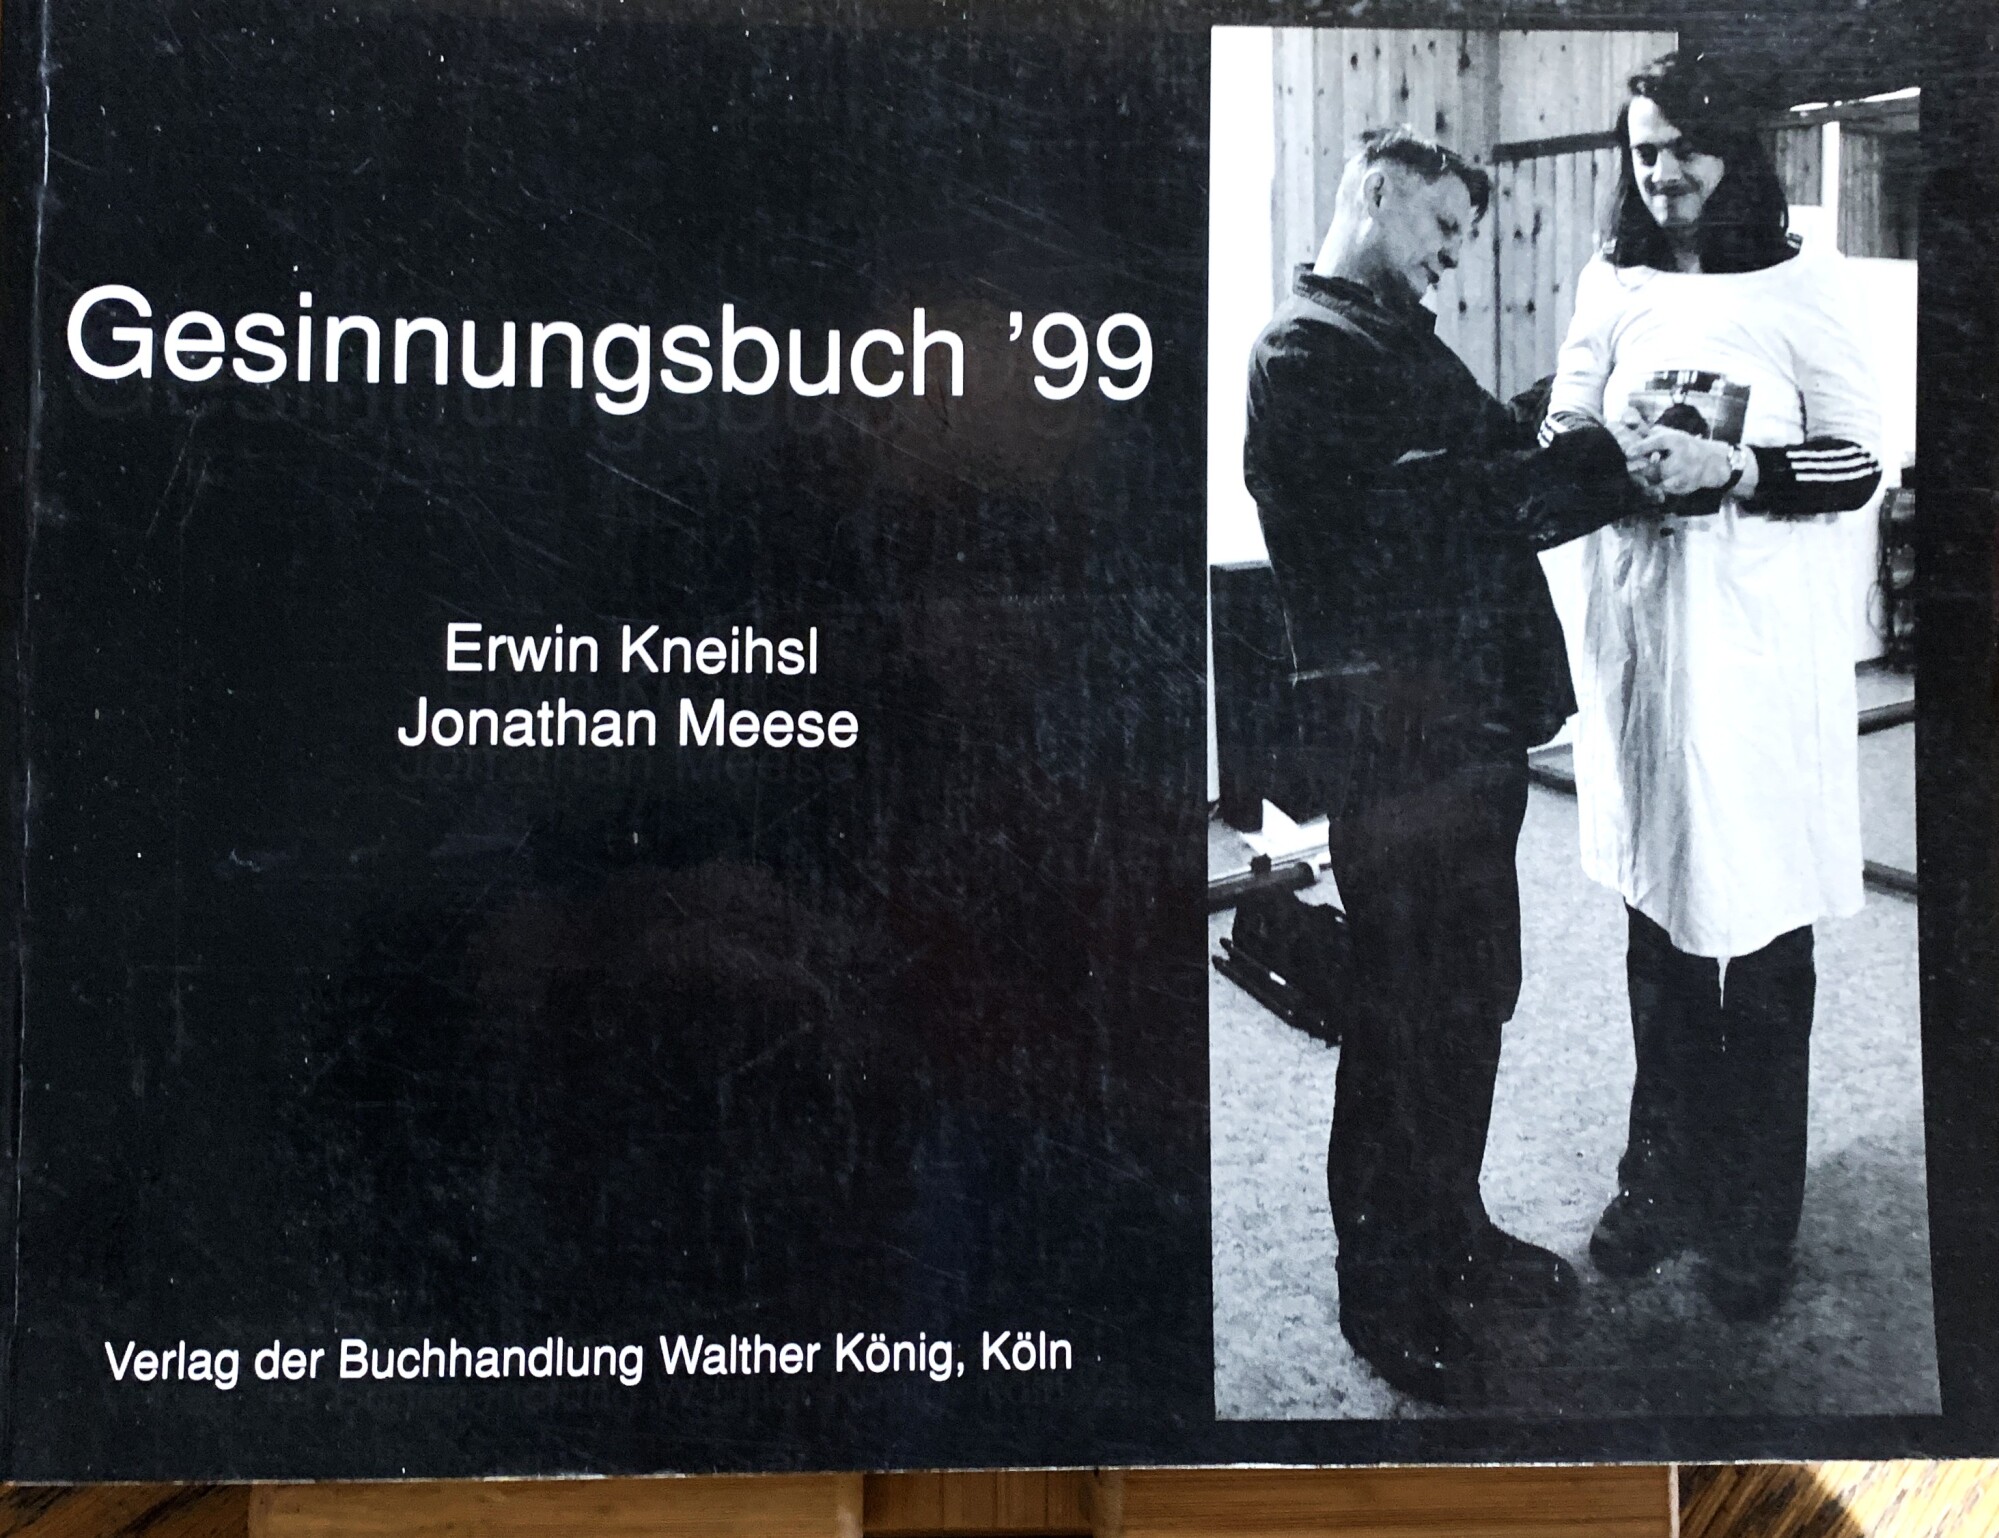 Gesinnungsbuch ’99
Erwin Kneihsl
Jonathan Meese
Verlag der Buchhandlung Walther König, Köln